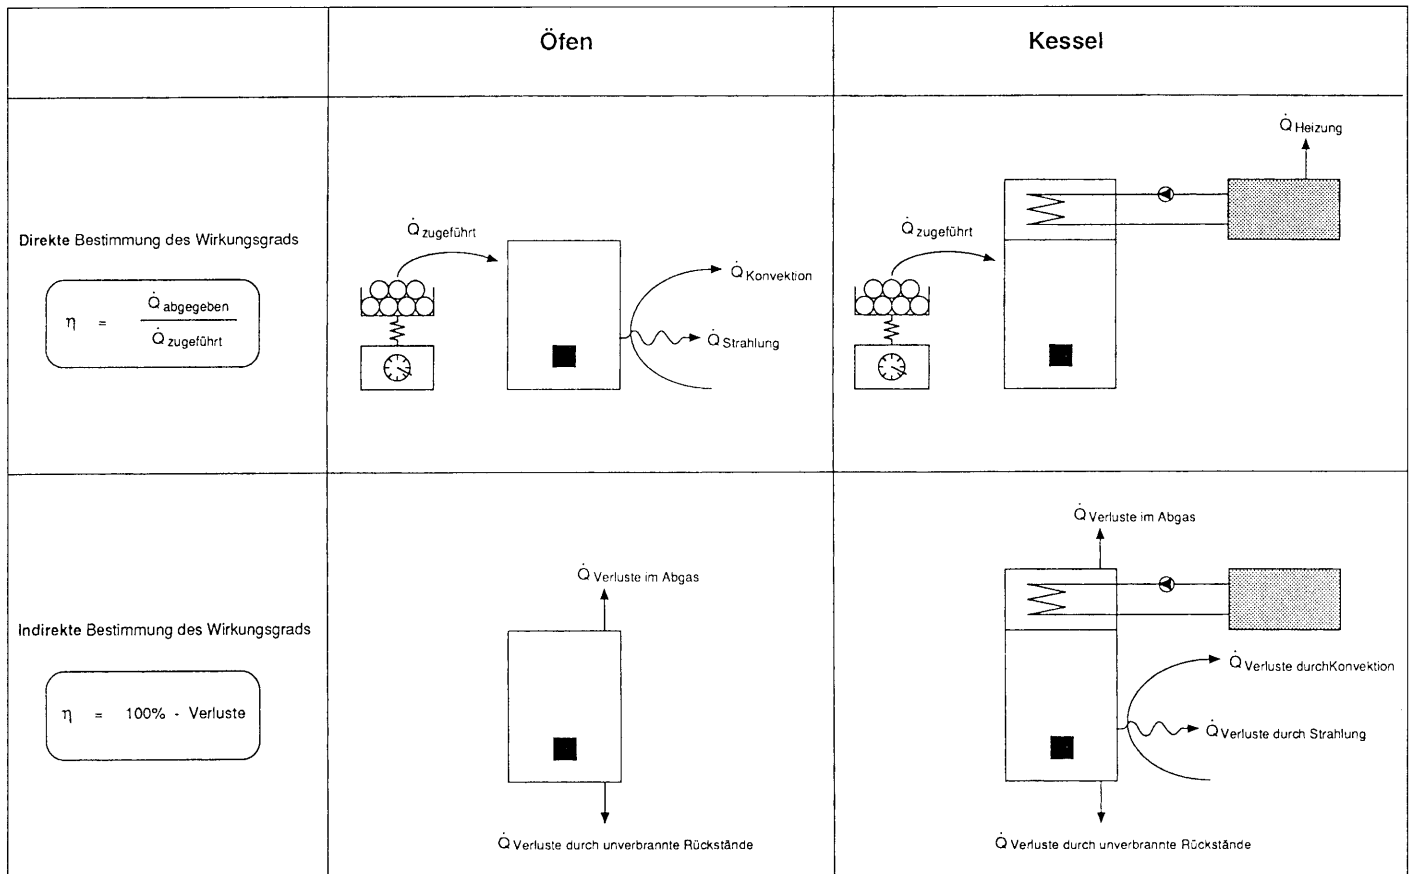 Öfen
Kessel
Direkte Bestimmung des Wirkungsgrads
η = Q̇ abgegeben
Q̇ zugeführt
Q̇ zugeführt
Q̇ Konvektion
Q̇ Strahlung
Q̇ zugeführt
Q̇ Heizung
Indirekte Bestimmung des Wirkungsgrads
η = 100% - Verluste
Q̇ Verluste im Abgas
Q̇ Verluste durch unverbrannte Rückstände
Q̇ Verluste im Abgas
Q̇ Verluste durchKonvektion
Q̇ Verluste durch Strahlung
Q̇ Verluste durch unverbrannte Rückstände